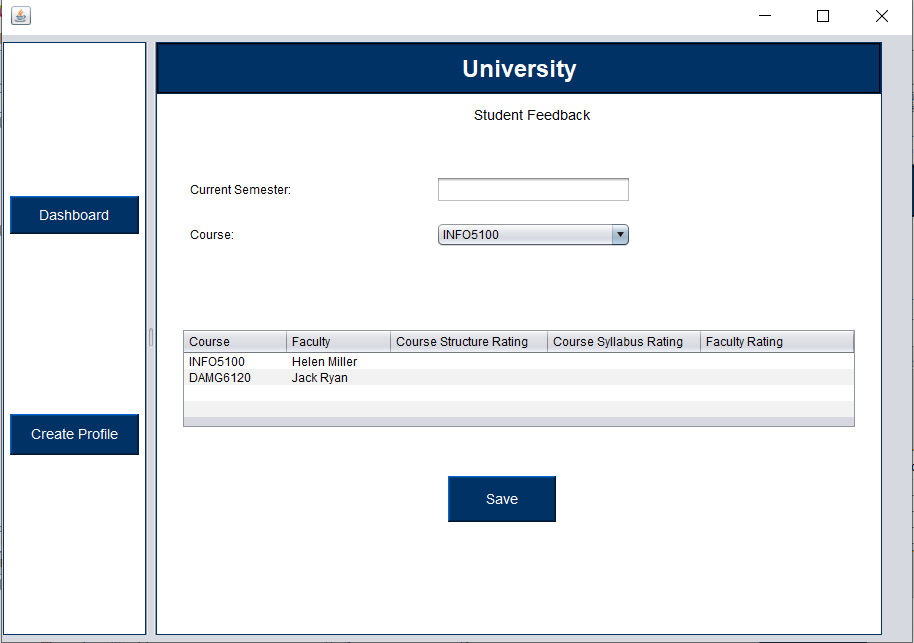 University
Student Feedback
Current Semester:
Dashboard
Course: INFO5100
Course Faculty Course Structure Rating Course Syllabus Rating Faculty Rating
INFO5100 Helen Miller
DAMG6120 Jack Ryan
Create Profile
Save